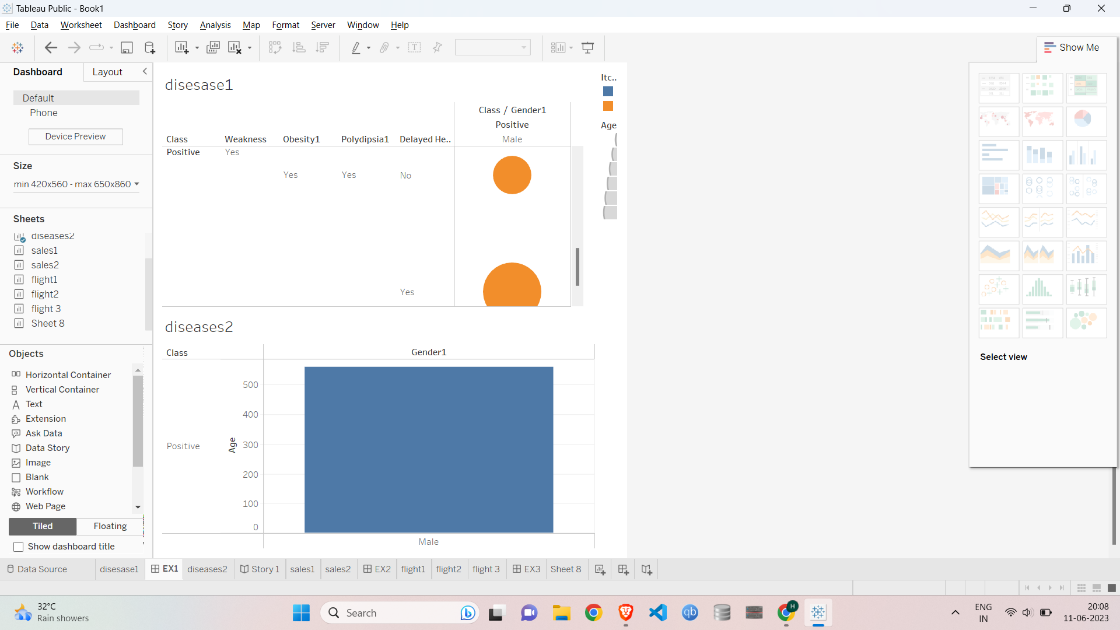 Tableau Public - Book1
File Data Worksheet Dashboard Story Analysis Map Format Server Window Help
Show Me
Dashboard Layout
Default
Phone
Device Preview
Size
min 420x560 - max 650x860
Sheets
diseases2
sales1
sales2
flight1
flight2
flight 3
Sheet 8
Objects
Horizontal Container
Vertical Container
Text
Extension
Ask Data
Data Story
Image
Blank
Workflow
Web Page
Tiled Floating
Show dashboard title
disesase1
Class / Gender1
Positive
Class Weakness Obesity1 Polydipsia1 Delayed He.. Male
Positive Yes
Yes Yes No
Yes
Itc..
Age
diseases2
Class Gender1
500
400
300
200
100
0
Age
Positive
Male
Select view
Data Source disesase1 EX1 diseases2 Story 1 sales1 sales2 EX2 flight1 flight2 flight 3 EX3 Sheet 8
32°C
Rain showers
Search
qb
H
ENG
IN
20:08
11-06-2023